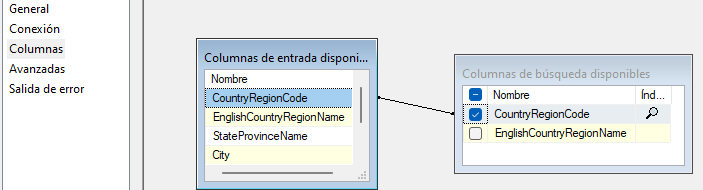 General
Conexión
Columnas
Avanzadas
Salida de error
Columnas de entrada disponi...
Nombre
CountryRegionCode
EnglishCountryRegionName
StateProvinceName
City
Columnas de búsqueda disponibles
Nombre Índ...
CountryRegionCode
EnglishCountryRegionName